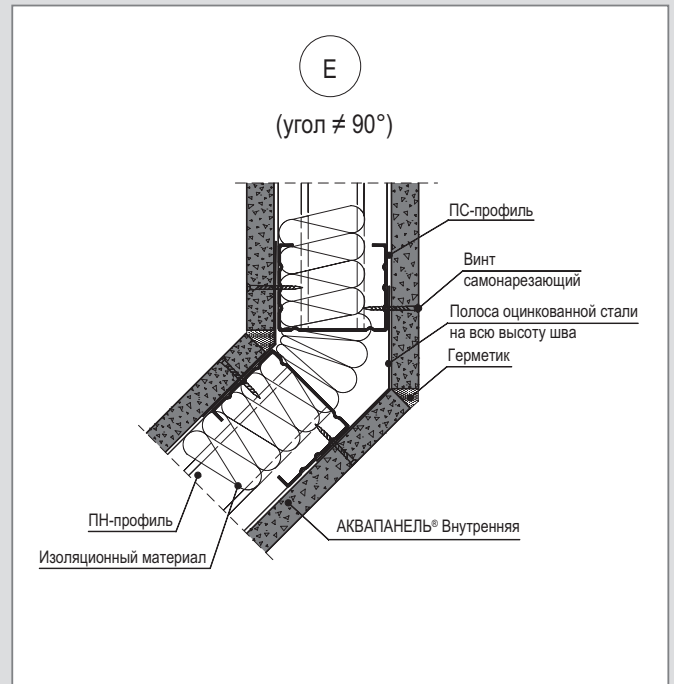 Е
(угол ≠ 90°)
ПС-профиль
Винт
самонарезающий
Полоса оцинкованной стали
на всю высоту шва
Герметик
ПН-профиль
АКВАПАНЕЛЬ® Внутренняя
Изоляционный материал